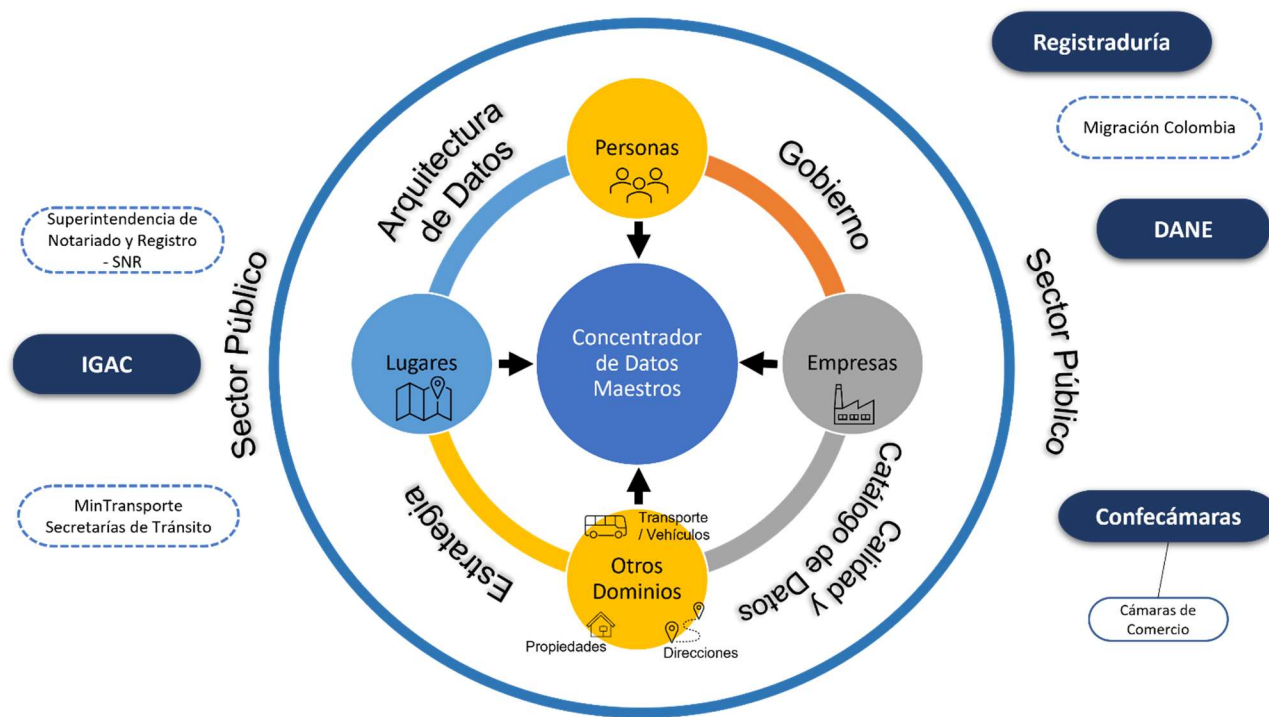 Registraduría
Migración Colombia
DANE
Confecámaras
Cámaras de
Comercio
Superintendencia de
Notariado y Registro
- SNR
IGAC
MinTransporte
Secretarías de Tránsito
Sector Público
Sector Público
Arquitectura
de Datos
Gobierno
Estrategia
Calidad y
Catálogo de Datos
Personas
Lugares
Concentrador
de Datos
Maestros
Empresas
Transporte
/ Vehículos
Otros
Dominios
Propiedades
Direcciones